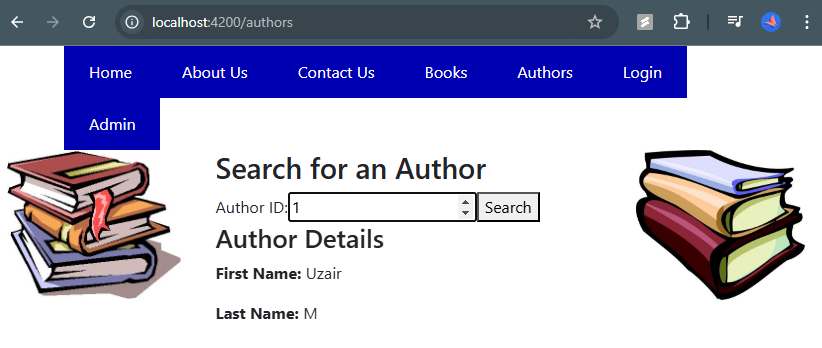 localhost:4200/authors
Home About Us Contact Us Books Authors Login
Admin
Search for an Author
Author ID: 1 Search
Author Details
First Name: Uzair
Last Name: M